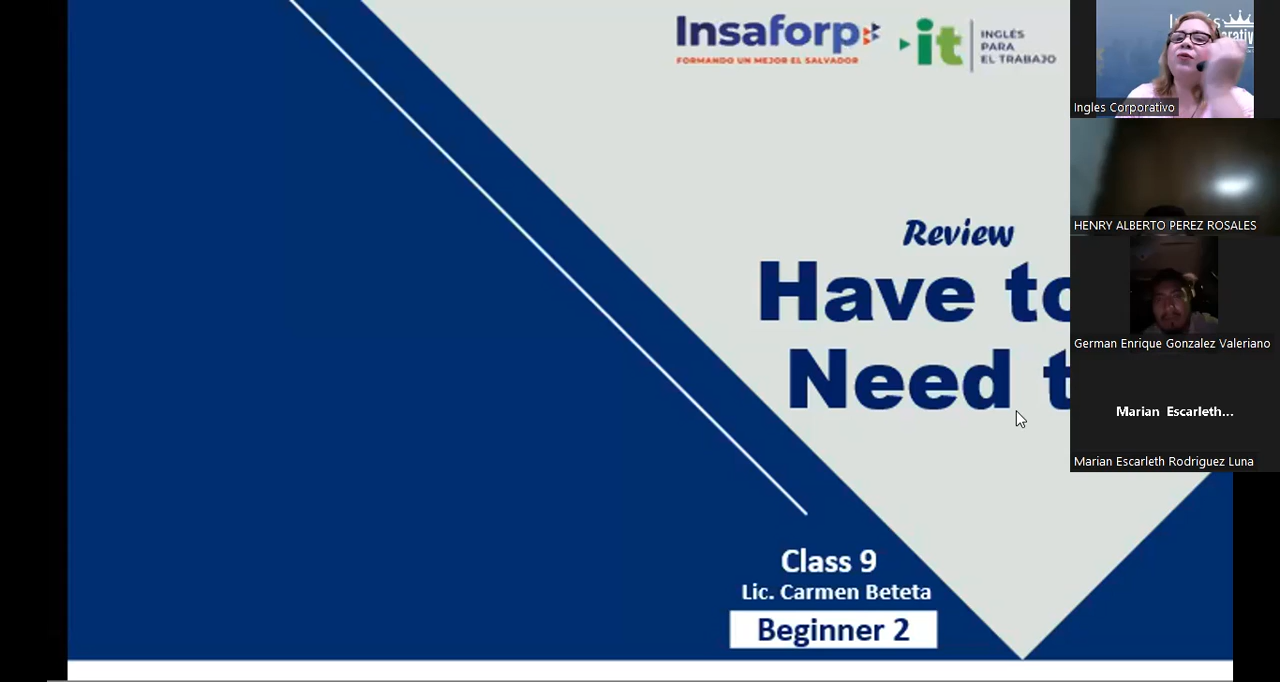 Insaforp
FORMANDO UN MEJOR EL SALVADOR
it
INGLÉS
PARA
EL TRABAJO
Review
Have to
Need t
Class 9
Lic. Carmen Beteta
Beginner 2
Ingles Corporativo
HENRY ALBERTO PEREZ ROSALES
German Enrique Gonzalez Valeriano
Marian Escarleth...
Marian Escarleth Rodriguez Luna